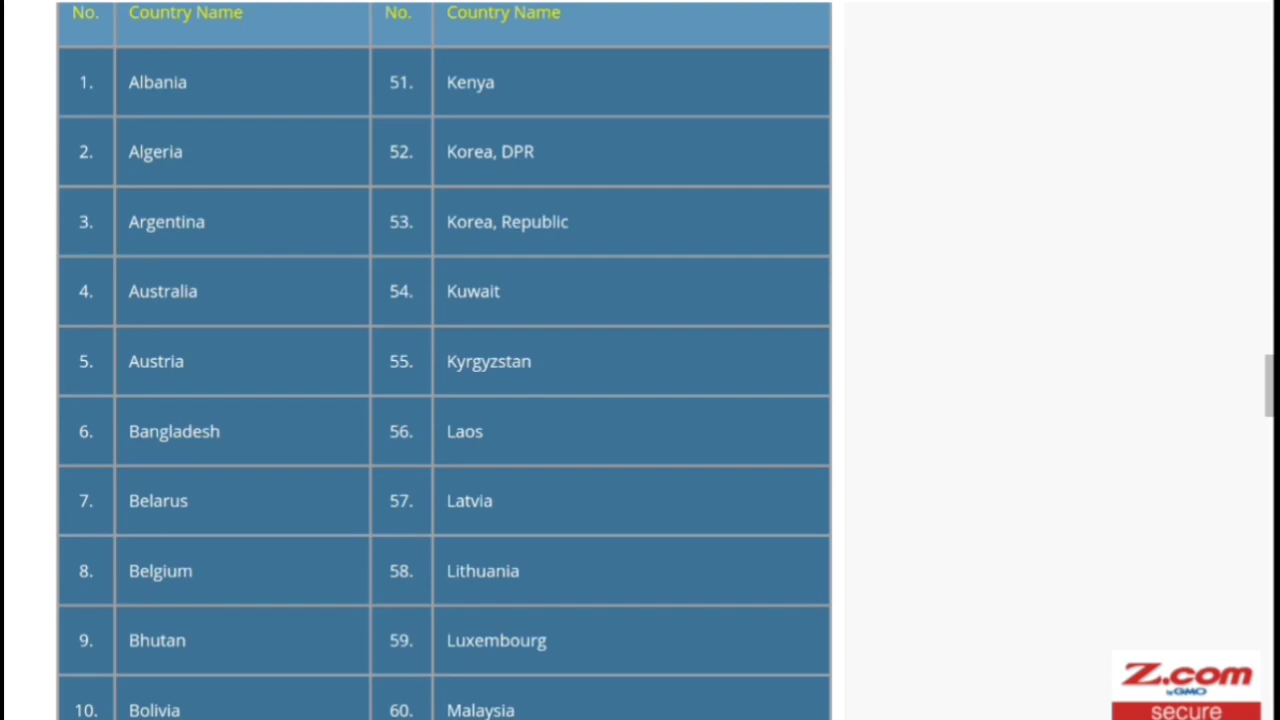 No. Country Name No. Country Name
1. Albania 51. Kenya
2. Algeria 52. Korea, DPR
3. Argentina 53. Korea, Republic
4. Australia 54. Kuwait
5. Austria 55. Kyrgyzstan
6. Bangladesh 56. Laos
7. Belarus 57. Latvia
8. Belgium 58. Lithuania
9. Bhutan 59. Luxembourg
10. Bolivia 60. Malaysia
Z.com
by GMO
secure